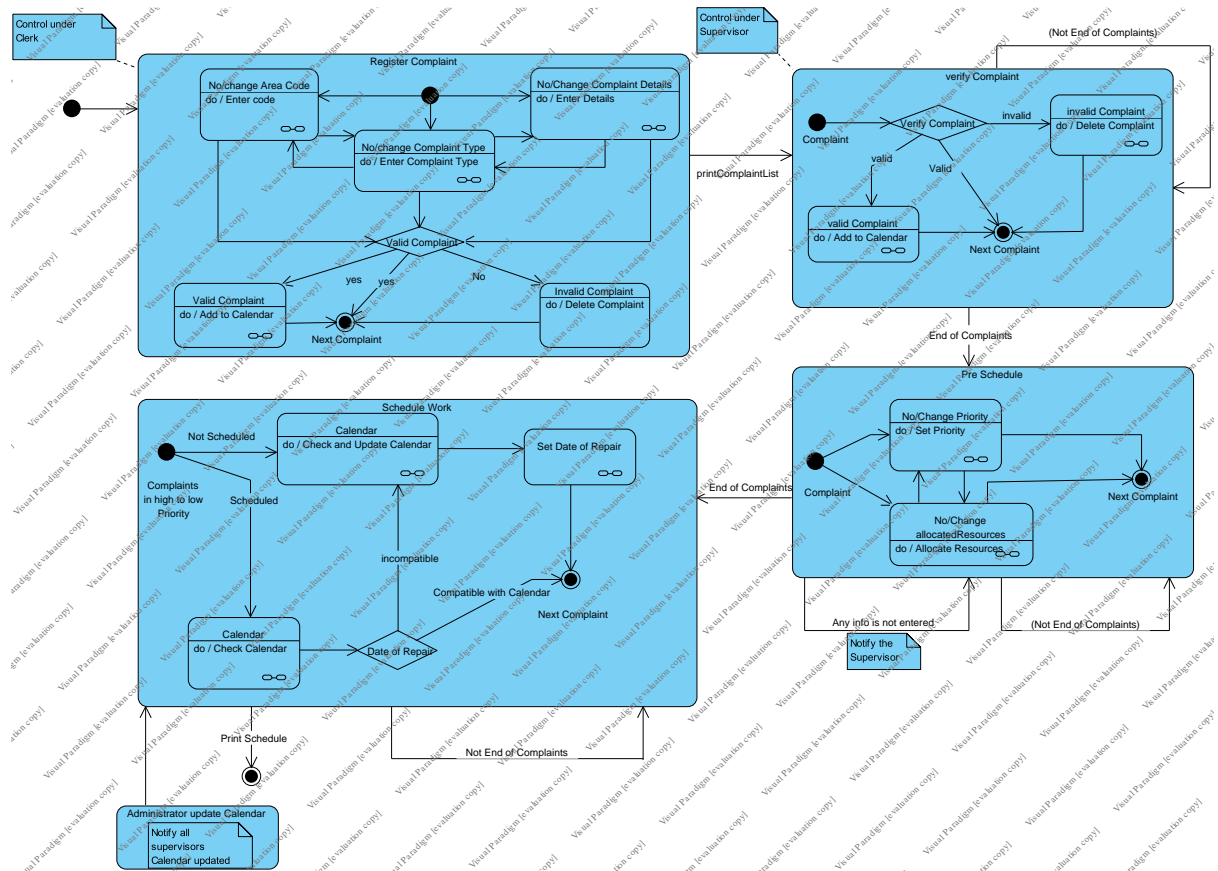 Control under
Clerk
Control under
Supervisor
(Not End of Complaints)
Register Complaint
No/change Area Code
do / Enter code
No/change Complaint Details
do / Enter Details
No/change Complaint Type
do / Enter Complaint Type
Valid Complaint
yes
yes
No
Valid Complaint
do / Add to Calendar
Invalid Complaint
do / Delete Complaint
Next Complaint
printComplaintList
verify Complaint
Complaint
Verify Complaint
invalid
invalid Complaint
do / Delete Complaint
valid
Valid
valid Complaint
do / Add to Calendar
Next Complaint
End of Complaints
Pre Schedule
No/Change Priority
do / Set Priority
Complaint
Next Complaint
No/Change
allocatedResources
do / Allocate Resources
Any info is not entered
(Not End of Complaints)
Notify the
Supervisor
End of Complaints
Schedule Work
Not Scheduled
Calendar
do / Check and Update Calendar
Set Date of Repair
Complaints
in high to low
Priority
Scheduled
incompatible
Compatible with Calendar
Next Complaint
Calendar
do / Check Calendar
Date of Repair
Print Schedule
Not End of Complaints
Administrator update Calendar
Notify all
supervisors
Calendar updated
Visual Paradigm [evaluation copy]